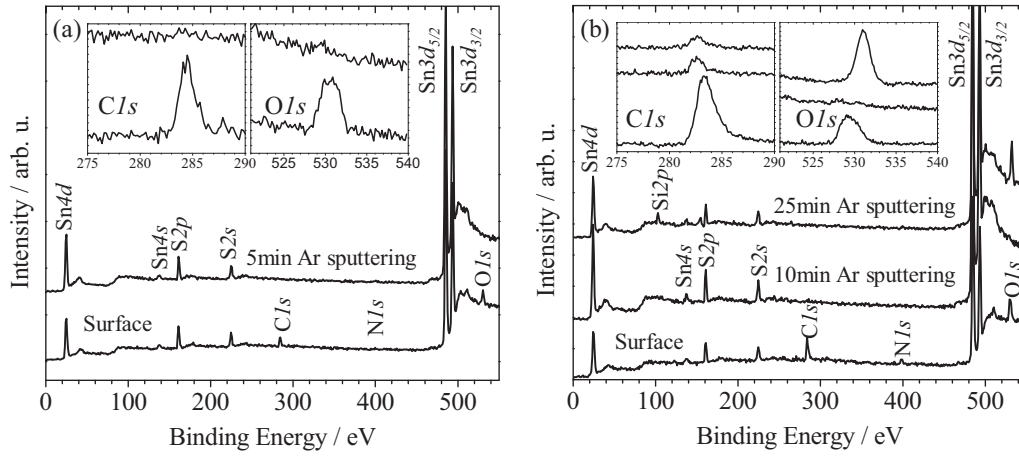 (a)
C1s
O1s
275 280 285 290
525 530 535 540
Sn3d5/2
Sn3d3/2
Sn4d
Sn4s
S2p
S2s
5min Ar sputtering
Surface
C1s
N1s
O1s
Intensity / arb. u.
0 100 200 300 400 500
Binding Energy / eV
(b)
C1s
O1s
275 280 285 290
525 530 535 540
Sn3d5/2
Sn3d3/2
Sn4d
Si2p
25min Ar sputtering
Sn4s
S2p
S2s
10min Ar sputtering
Surface
C1s
N1s
O1s
Intensity / arb. u.
0 100 200 300 400 500
Binding Energy / eV